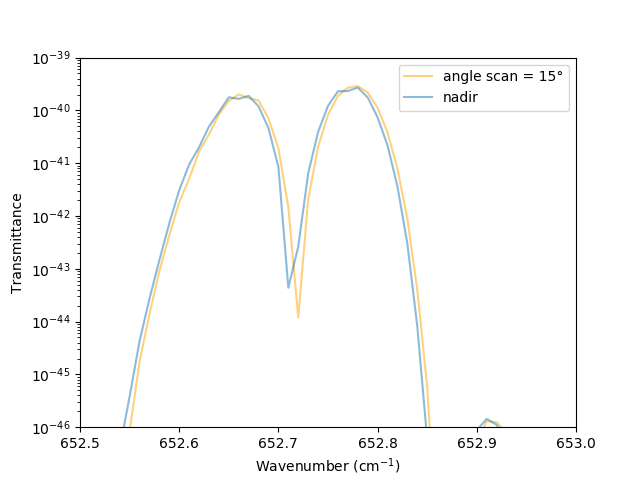 10⁻³⁹
10⁻⁴⁰
10⁻⁴¹
10⁻⁴²
10⁻⁴³
10⁻⁴⁴
10⁻⁴⁵
10⁻⁴⁶
Transmittance
angle scan = 15°
nadir
652.5 652.6 652.7 652.8 652.9 653.0
Wavenumber (cm⁻¹)